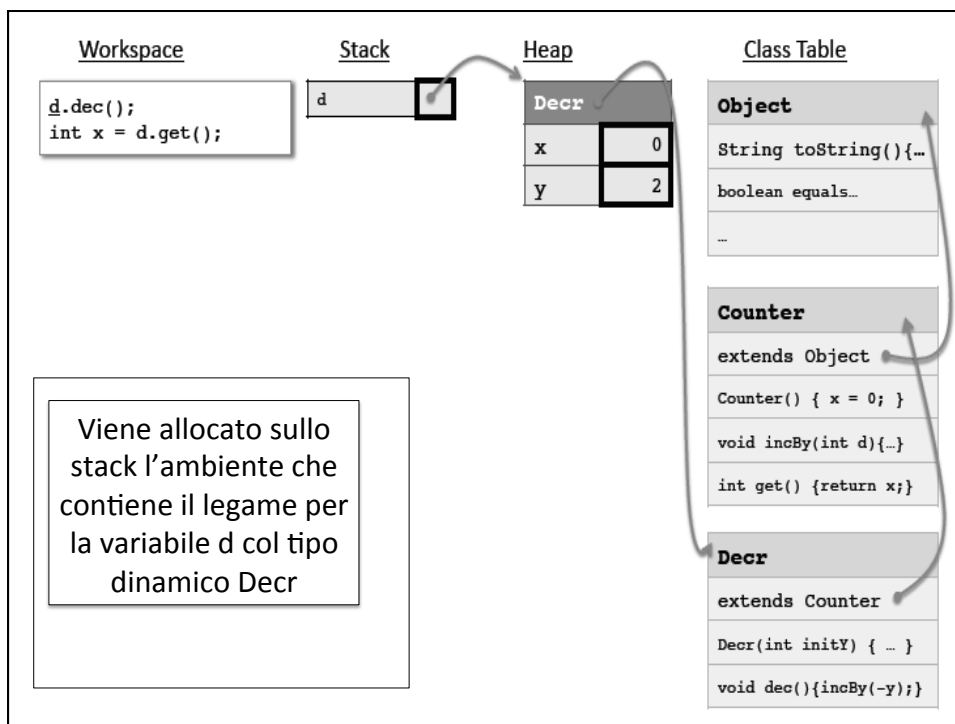 Workspace
Stack
Heap
Class Table
d.dec();
int x = d.get();
d
Decr
x
0
y
2
Object
String toString(){…
boolean equals…
…
Counter
extends Object
Counter() { x = 0; }
void incBy(int d){…}
int get() {return x;}
Decr
extends Counter
Decr(int initY) { … }
void dec(){incBy(-y);}
Viene allocato sullo
stack l’ambiente che
contiene il legame per
la variabile d col tipo
dinamico Decr